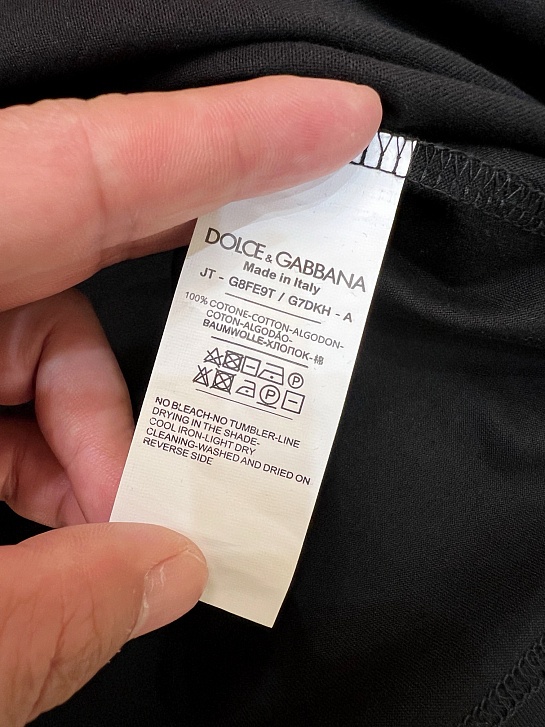 DOLCE & GABBANA
Made in Italy
JT - G8FE9T / G7DKH - A
100% COTONE-COTTON-ALGODON-
COTON-ALGODÃO-
BAUMWOLLE-ХЛОПОК-棉
P
P
NO BLEACH-NO TUMBLER-LINE
DRYING IN THE SHADE-
COOL IRON-LIGHT DRY
CLEANING-WASHED AND DRIED ON
REVERSE SIDE